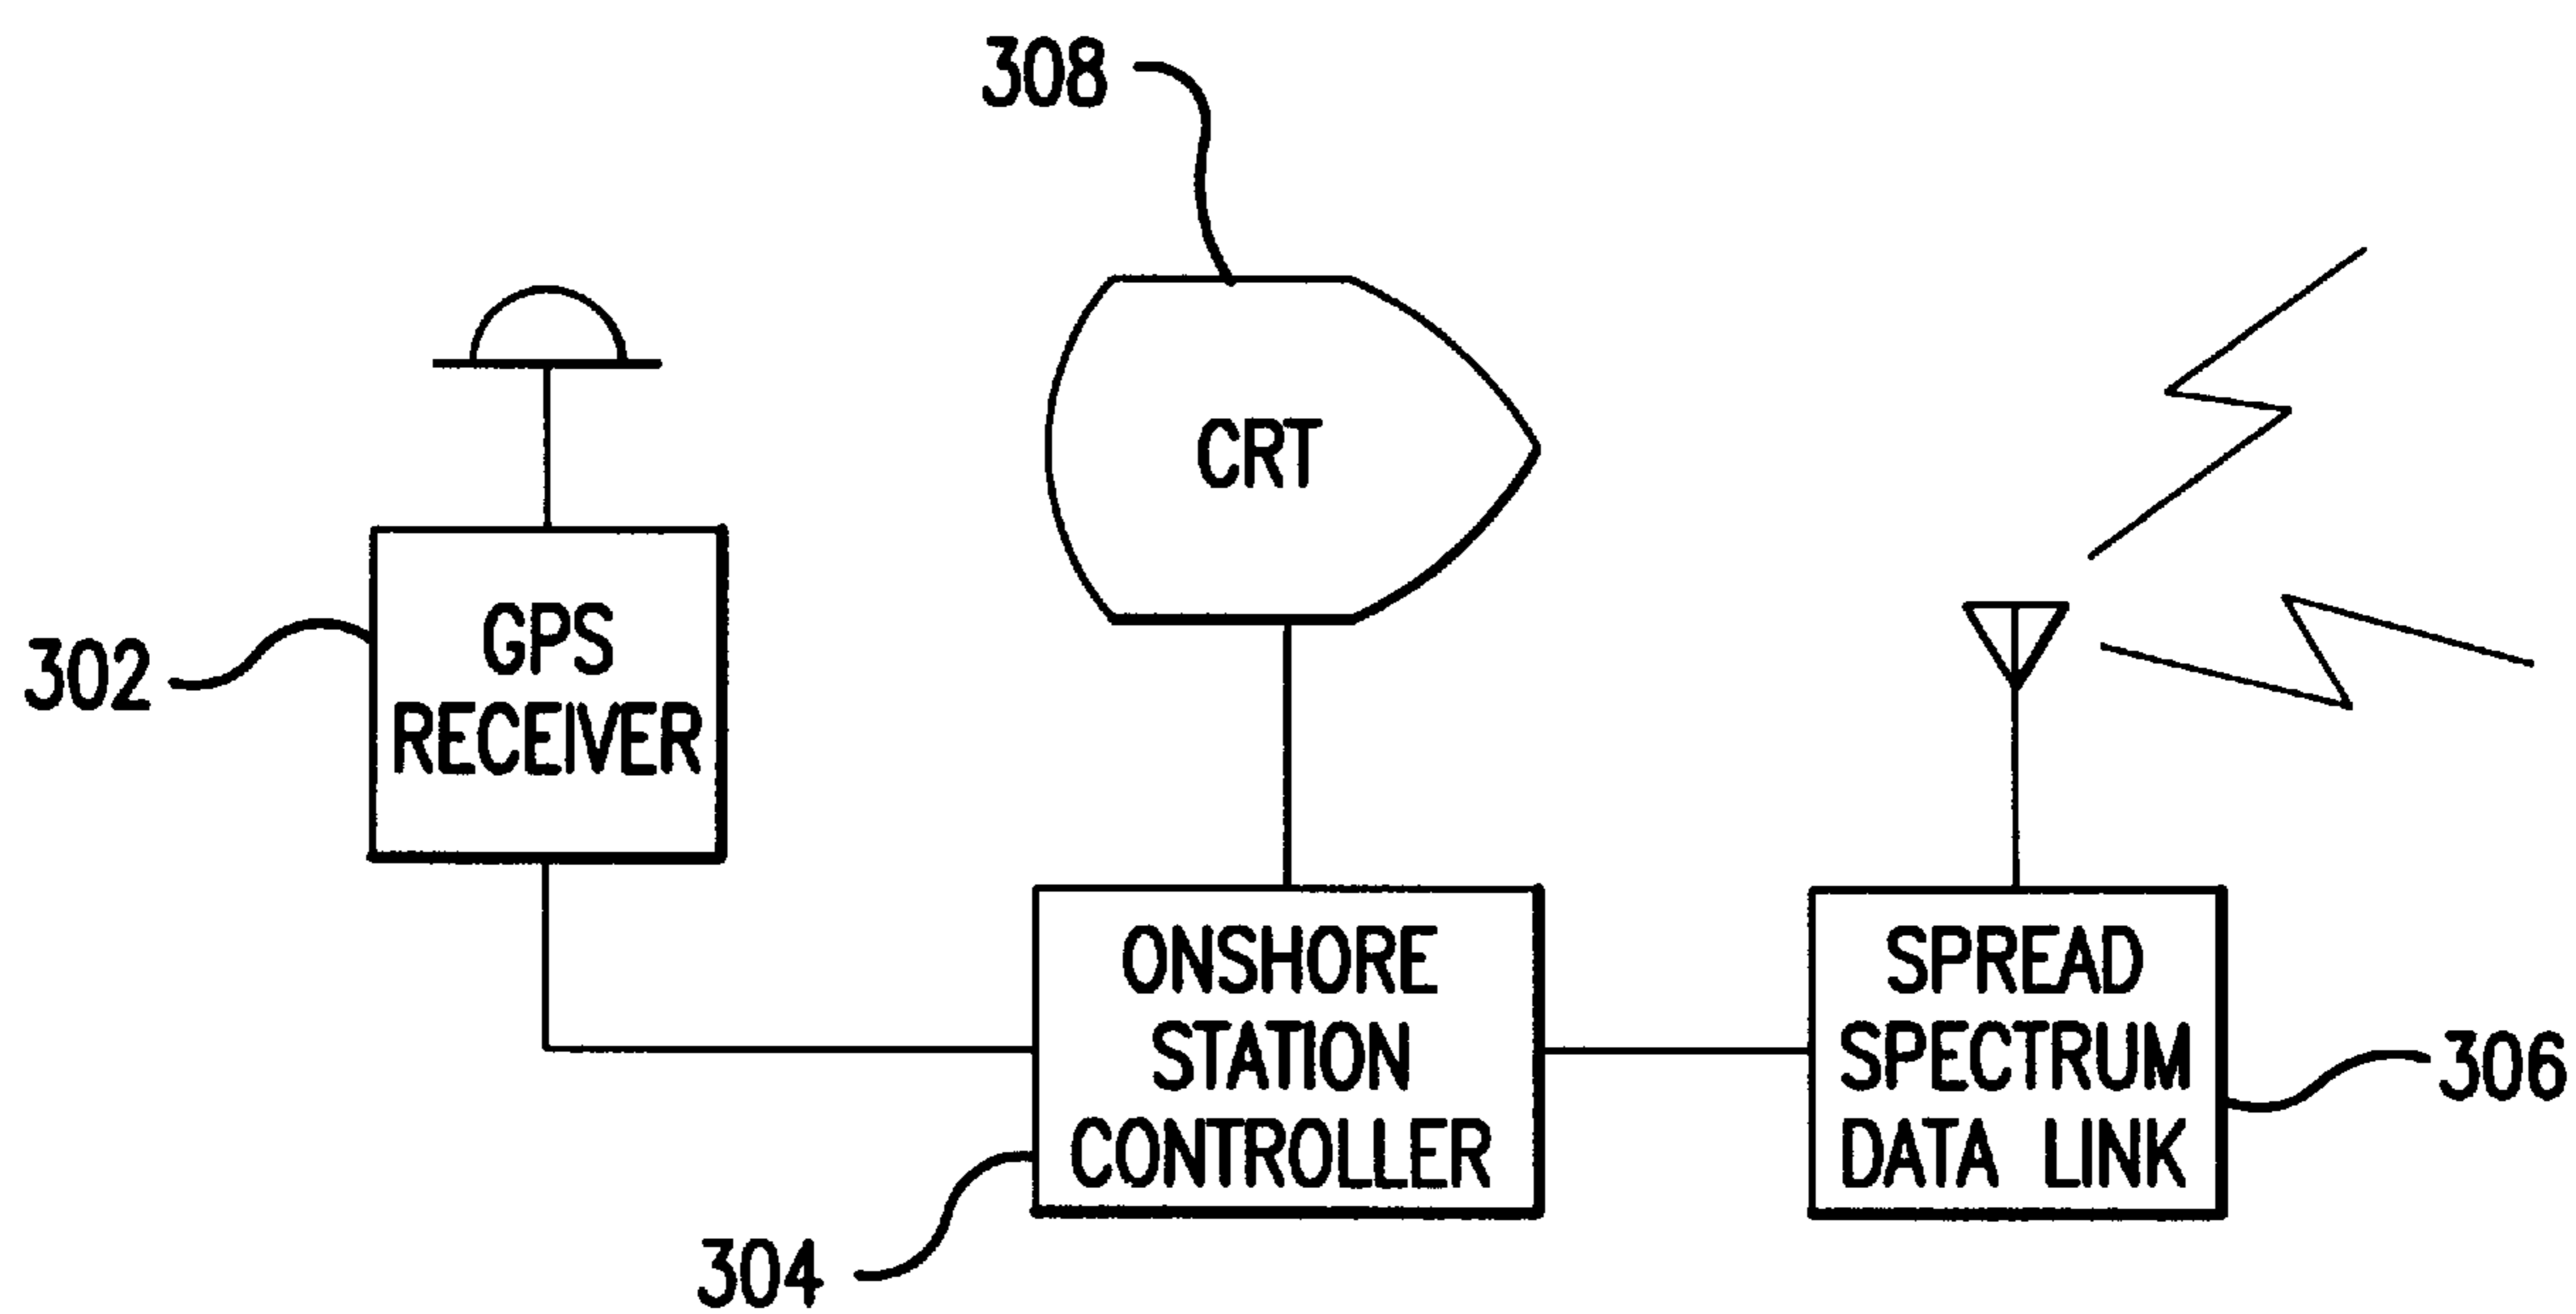 308
CRT
GPS
RECEIVER
302
ONSHORE
STATION
CONTROLLER
304
SPREAD
SPECTRUM
DATA LINK
306